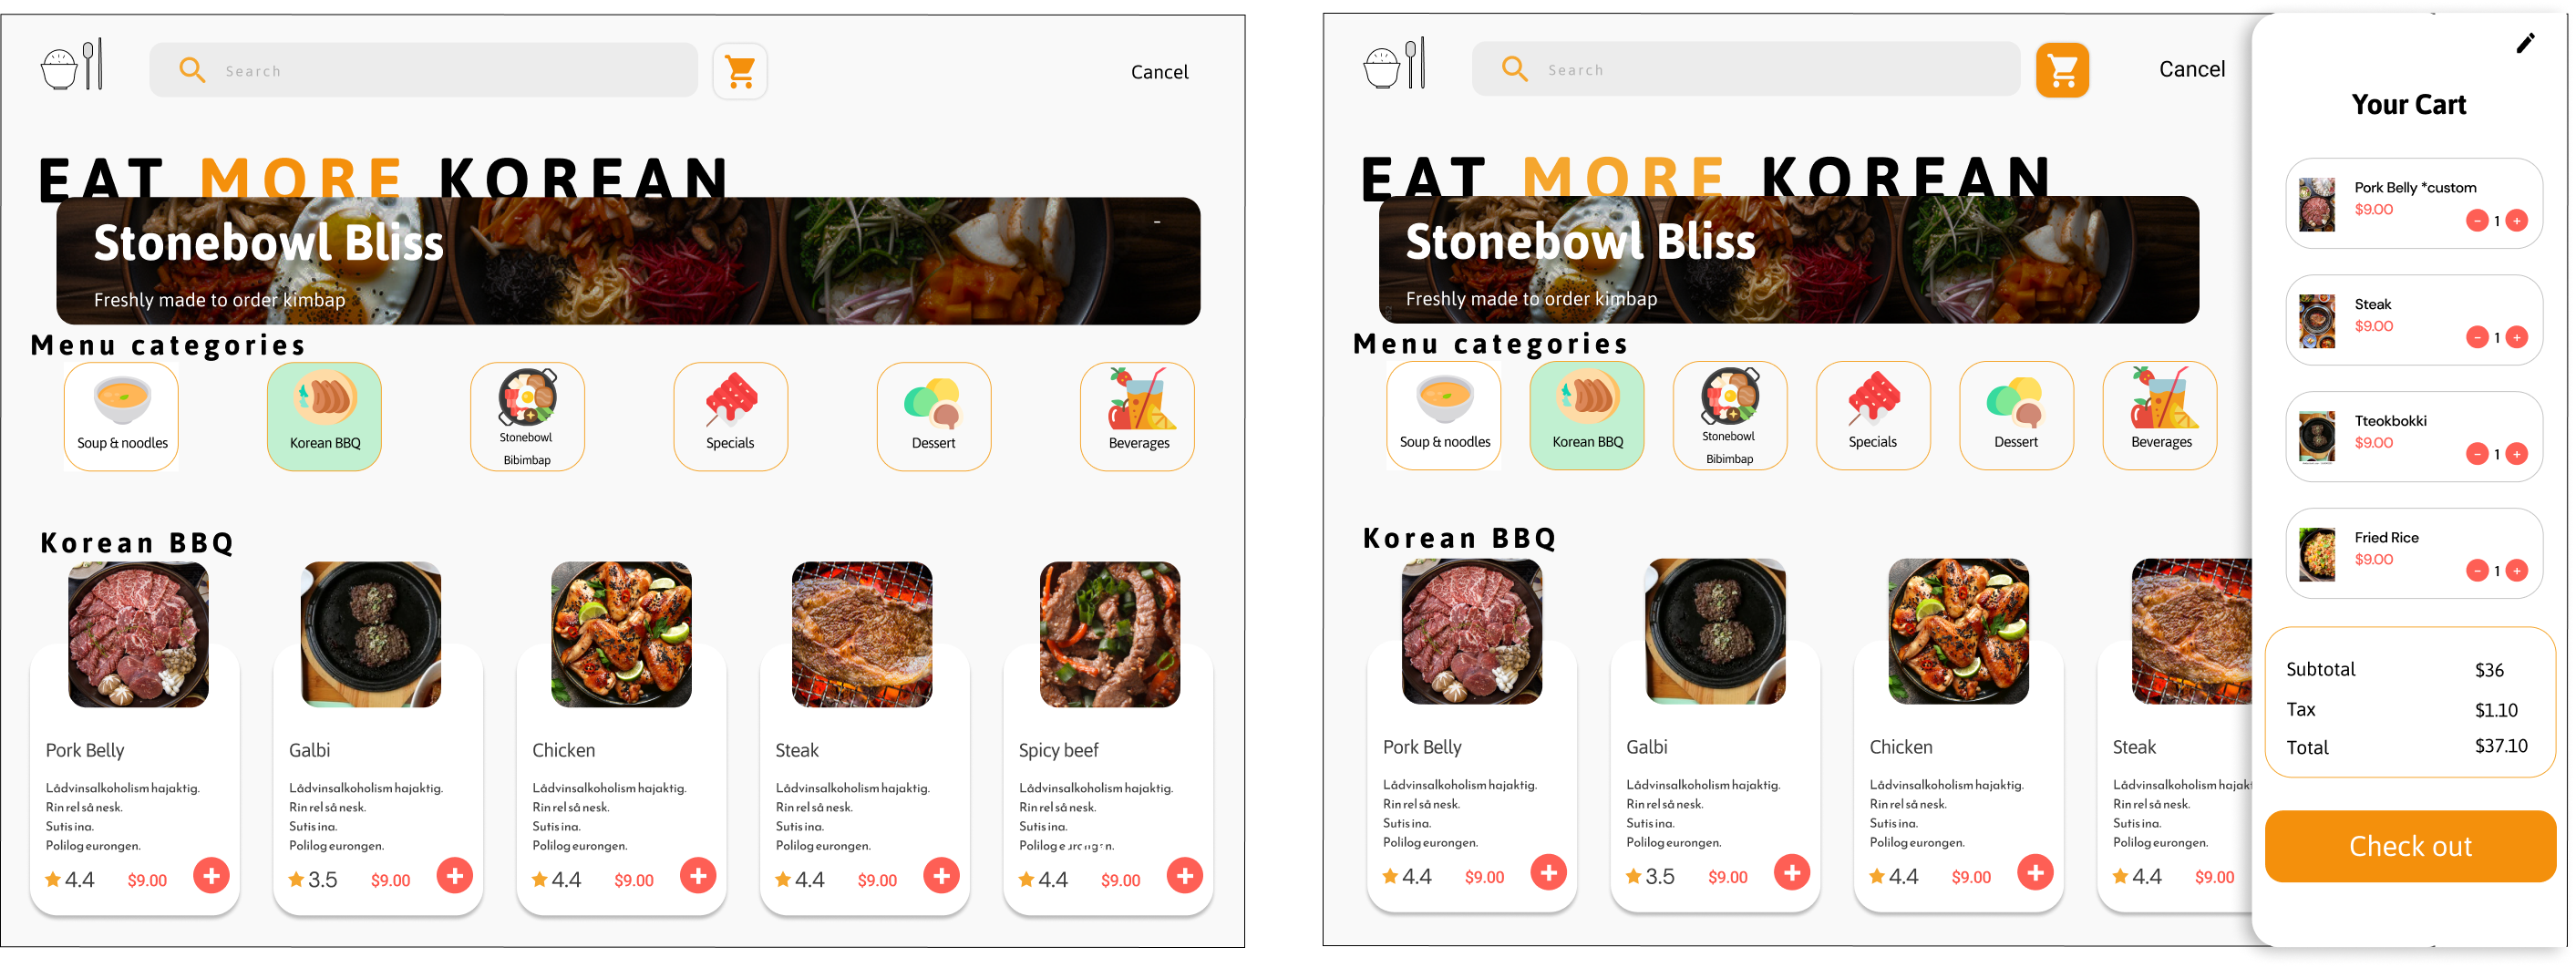 Search
Cancel
EAT MORE KOREAN
Stonebowl Bliss
Freshly made to order kimbap
Menu categories
Soup & noodles
Korean BBQ
Stonebowl
Bibimbap
Specials
Dessert
Beverages
Korean BBQ
Pork Belly
Lådvinsalkoholism hajaktig.
Rin rel så nesk.
Sutis ina.
Polilog eurongen.
4.4 $9.00 +
Galbi
Lådvinsalkoholism hajaktig.
Rin rel så nesk.
Sutis ina.
Polilog eurongen.
3.5 $9.00 +
Chicken
Lådvinsalkoholism hajaktig.
Rin rel så nesk.
Sutis ina.
Polilog eurongen.
4.4 $9.00 +
Steak
Lådvinsalkoholism hajaktig.
Rin rel så nesk.
Sutis ina.
Polilog eurongen.
4.4 $9.00 +
Spicy beef
Lådvinsalkoholism hajaktig.
Rin rel så nesk.
Sutis ina.
Polilog eurongen.
4.4 $9.00 +
Search
Cancel
EAT MORE KOREAN
Stonebowl Bliss
Freshly made to order kimbap
Menu categories
Soup & noodles
Korean BBQ
Stonebowl
Bibimbap
Specials
Dessert
Beverages
Korean BBQ
Pork Belly
Lådvinsalkoholism hajaktig.
Rin rel så nesk.
Sutis ina.
Polilog eurongen.
4.4 $9.00 +
Galbi
Lådvinsalkoholism hajaktig.
Rin rel så nesk.
Sutis ina.
Polilog eurongen.
3.5 $9.00 +
Chicken
Lådvinsalkoholism hajaktig.
Rin rel så nesk.
Sutis ina.
Polilog eurongen.
4.4 $9.00 +
Steak
Lådvinsalkoholism hajakt
Rin rel så nesk.
Sutis ina.
Polilog eurongen.
4.4 $9.00
Your Cart
Pork Belly *custom
$9.00
- 1 +
Steak
$9.00
- 1 +
Tteokbokki
$9.00
- 1 +
Fried Rice
$9.00
- 1 +
Subtotal $36
Tax $1.10
Total $37.10
Check out